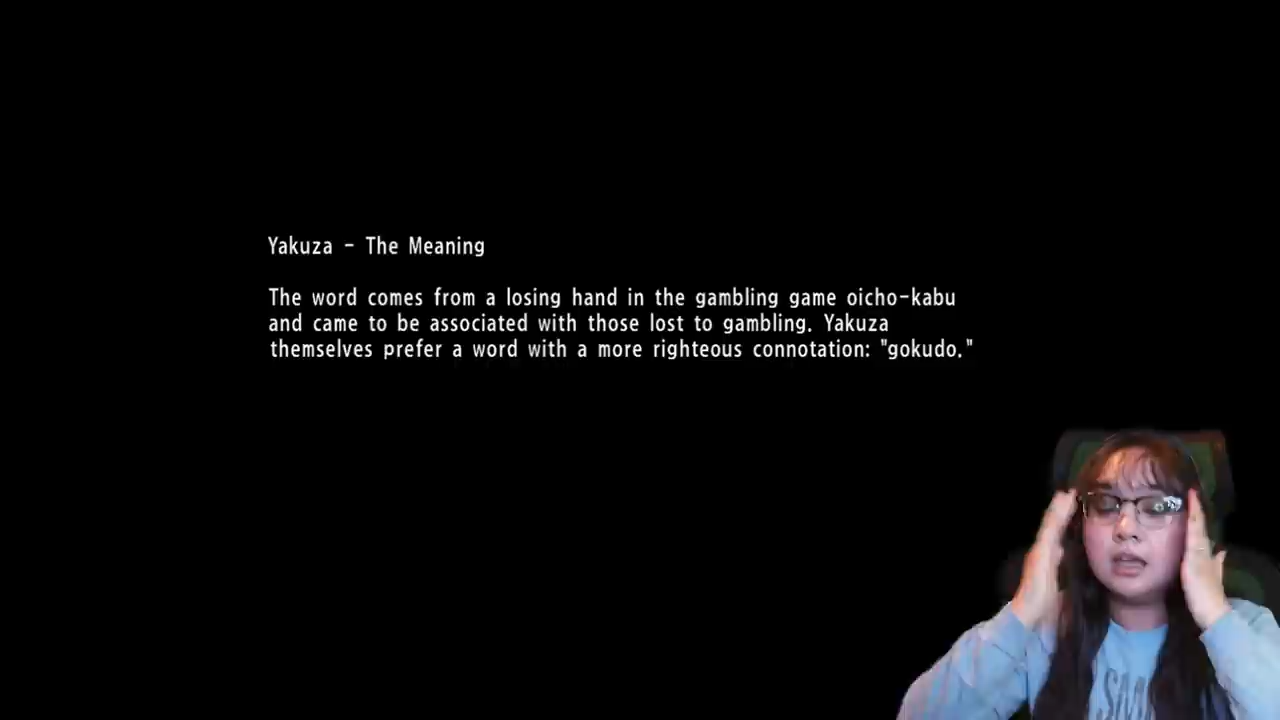 Yakuza - The Meaning
The word comes from a losing hand in the gambling game oicho-kabu
and came to be associated with those lost to gambling. Yakuza
themselves prefer a word with a more righteous connotation: "gokudo."